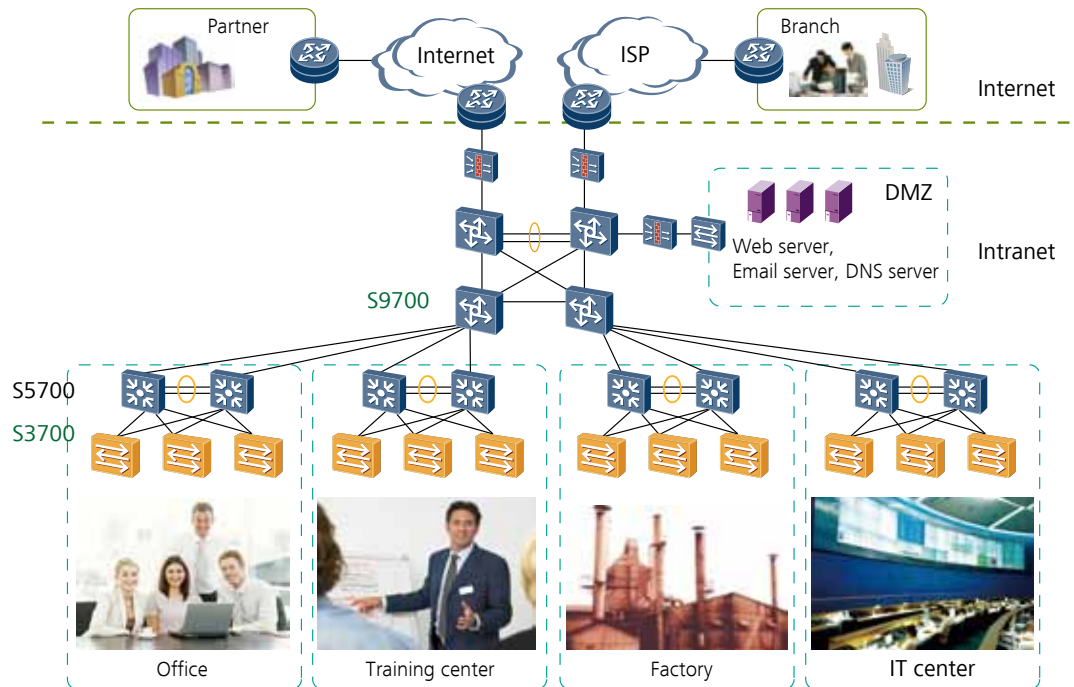 Partner
Internet
ISP
Branch
Internet
DMZ
Web server,
Email server, DNS server
Intranet
S9700
S5700
S3700
Office
Training center
Factory
IT center